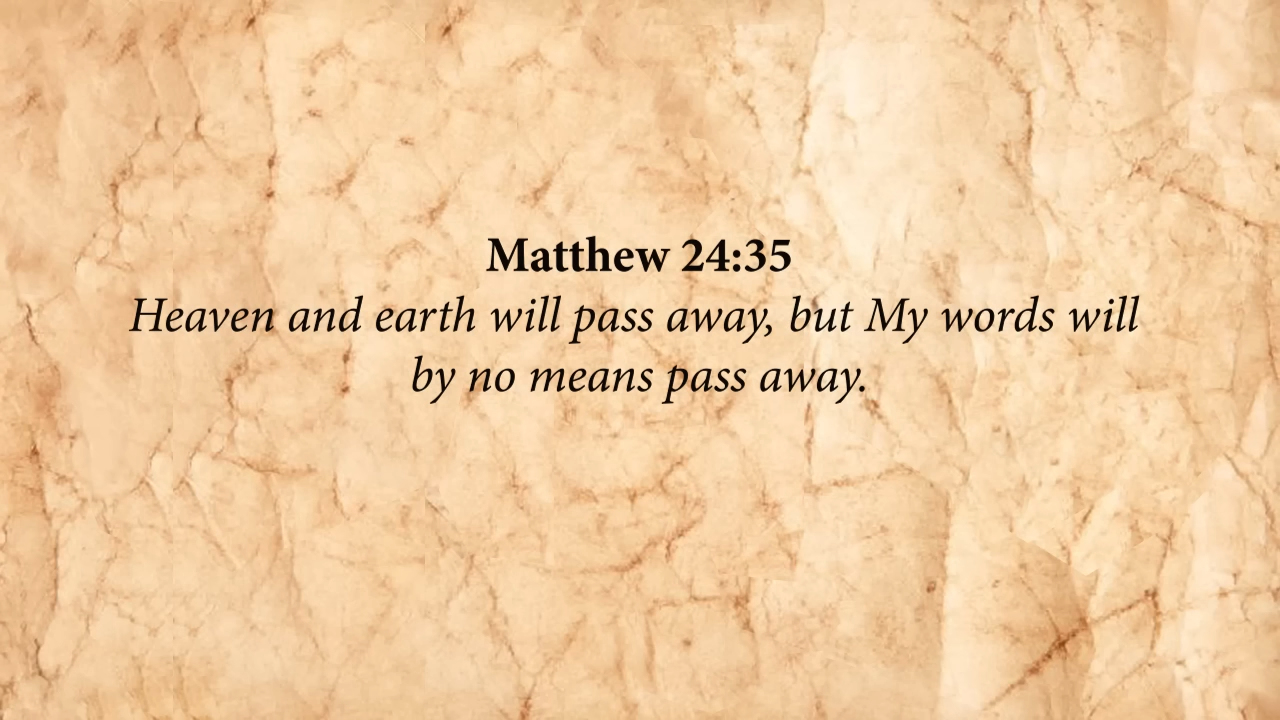 Matthew 24:35
Heaven and earth will pass away, but My words will
by no means pass away.